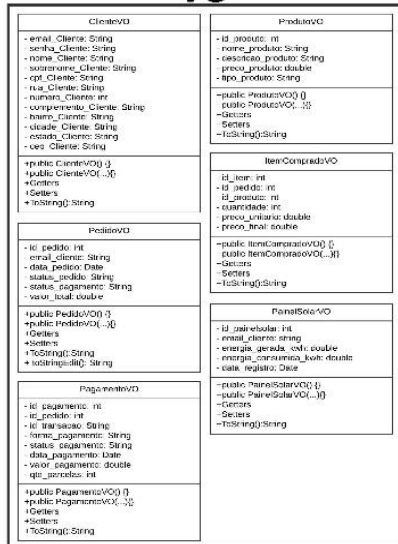 VO
ClienteVO
- email_Cliente: String
- senha_Cliente: String
- nome_Cliente: String
- sobrenome_Cliente: String
- cpf_Cliente: String
- rua_Cliente: String
- numero_Cliente: int
- complemento_Cliente: String
- bairro_Cliente: String
- cidade_Cliente: String
- estado_Cliente: String
- cep_Cliente: String
+public ClienteVO() {}
+public ClienteVO(...){}
+Getters
+Setters
+ToString():String
PedidoVO
- id_pedido: int
- email_cliente: String
- data_pedido: Date
- status_pedido: String
- status_pagamento: String
- valor_total: double
+public PedidoVO() {}
+public PedidoVO(...){}
+Getters
+Setters
+ToString():String
+ toStringEdit(): String
PagamentoVO
- id_pagamento: int
- id_pedido: int
- id_transacao: String
- forma_pagamento: String
- status_pagamento: String
- data_pagamento: Date
- valor_pagamento: double
- qtd_parcelas: int
+public PagamentoVO() {}
+public PagamentoVO(...){}
+Getters
+Setters
+ToString():String
ProdutoVO
- id_produto: int
- nome_produto: String
- descricao_produto: String
- preco_produto: double
- tipo_produto: String
+public ProdutoVO() {}
public ProdutoVO(...){}
+Getters
Setters
+ToString():String
ItemCompradoVO
id_item: int
- id_pedido: int
id_produto: int
- quantidade: int
- preco_unitario: double
- preco_final: double
+public ItemCompradoVO() {}
+public ItemCompradoVO(...){}
+Getters
+Setters
+ToString():String
PainelSolarVO
- id_painelsolar: int
- email_cliente: string
- energia_gerada_kwh: double
- energia_consumida_kwh: double
- data_registro: Date
+public PainelSolarVO() {}
+public PainelSolarVO(...){}
+Getters
+Setters
+ToString():String